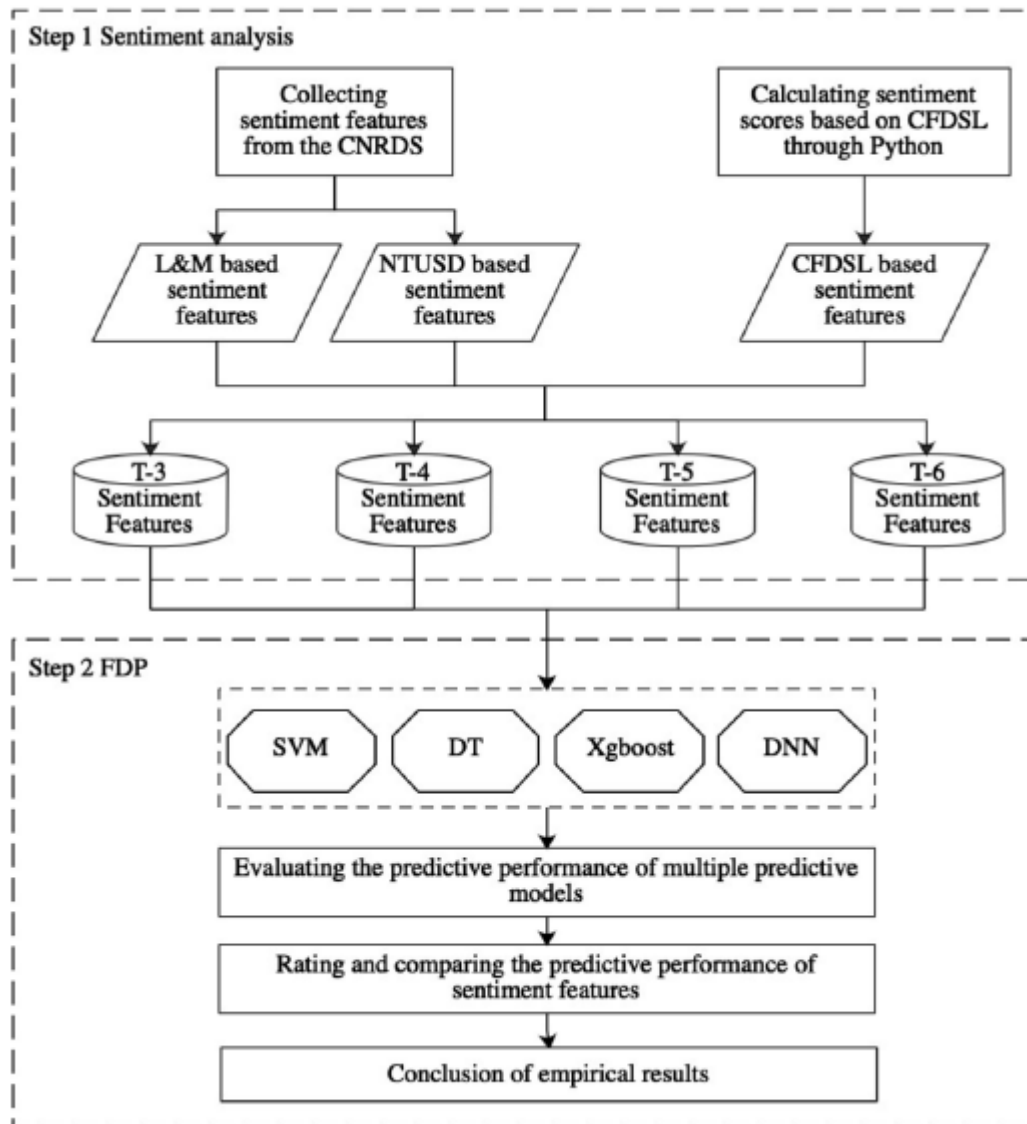 Step 1 Sentiment analysis
Collecting
sentiment features
from the CNRDS
Calculating sentiment
scores based on CFDSL
through Python
L&M based
sentiment
features
NTUSD based
sentiment
features
CFDSL based
sentiment
features
T-3
Sentiment
Features
T-4
Sentiment
Features
T-5
Sentiment
Features
T-6
Sentiment
Features
Step 2 FDP
SVM
DT
Xgboost
DNN
Evaluating the predictive performance of multiple predictive
models
Rating and comparing the predictive performance of
sentiment features
Conclusion of empirical results